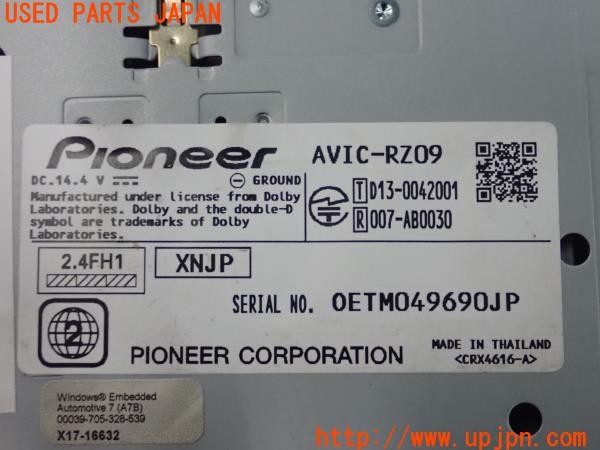 USED PARTS JAPAN
Pioneer
AVIC-RZ09
DC.14.4 V
GROUND
Manufactured under license from Dolby
Laboratories. Dolby and the double-D
symbol are trademarks of Dolby
Laboratories.
T D13-0042001
R 007-AB0030
2.4FH1
XNJP
SERIAL NO. OETM049690JP
2
PIONEER CORPORATION
MADE IN THAILAND
<CRX4616-A>
Windows® Embedded
Automotive 7 (A7B)
00039-705-328-539
X17-16632
UPJ http://www.upjpn.com